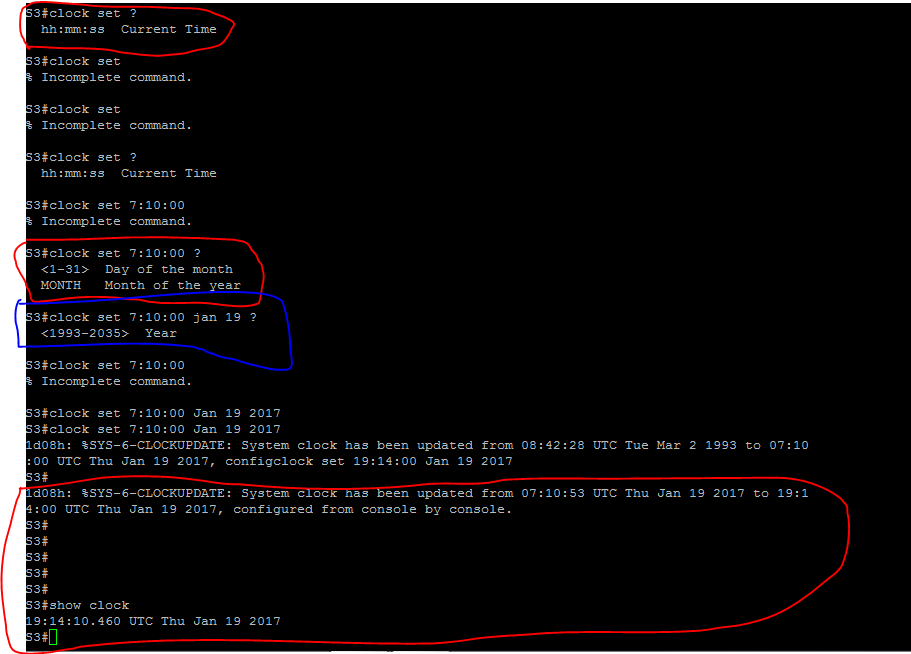 S3#clock set ?
  hh:mm:ss  Current Time
S3#clock set
% Incomplete command.
S3#clock set
% Incomplete command.
S3#clock set ?
  hh:mm:ss  Current Time
S3#clock set 7:10:00
% Incomplete command.
S3#clock set 7:10:00 ?
  <1-31>  Day of the month
  MONTH   Month of the year
S3#clock set 7:10:00 jan 19 ?
  <1993-2035>  Year
S3#clock set 7:10:00
% Incomplete command.
S3#clock set 7:10:00 Jan 19 2017
S3#clock set 7:10:00 Jan 19 2017
1d08h: %SYS-6-CLOCKUPDATE: System clock has been updated from 08:42:28 UTC Tue Mar 2 1993 to 07:10
:00 UTC Thu Jan 19 2017, configclock set 19:14:00 Jan 19 2017
S3#
1d08h: %SYS-6-CLOCKUPDATE: System clock has been updated from 07:10:53 UTC Thu Jan 19 2017 to 19:1
4:00 UTC Thu Jan 19 2017, configured from console by console.
S3#
S3#
S3#
S3#
S3#
S3#show clock
19:14:10.460 UTC Thu Jan 19 2017
S3#